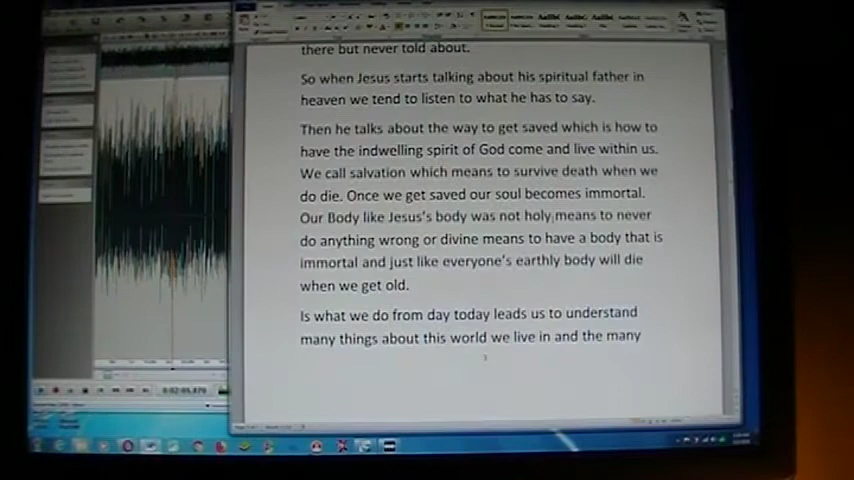 there but never told about.
So when Jesus starts talking about his spiritual father in
heaven we tend to listen to what he has to say.
Then he talks about the way to get saved which is how to
have the indwelling spirit of God come and live within us.
We call salvation which means to survive death when we
do die. Once we get saved our soul becomes immortal.
Our Body like Jesus's body was not holy means to never
do anything wrong or divine means to have a body that is
immortal and just like everyone's earthly body will die
when we get old.
Is what we do from day today leads us to understand
many things about this world we live in and the many
3